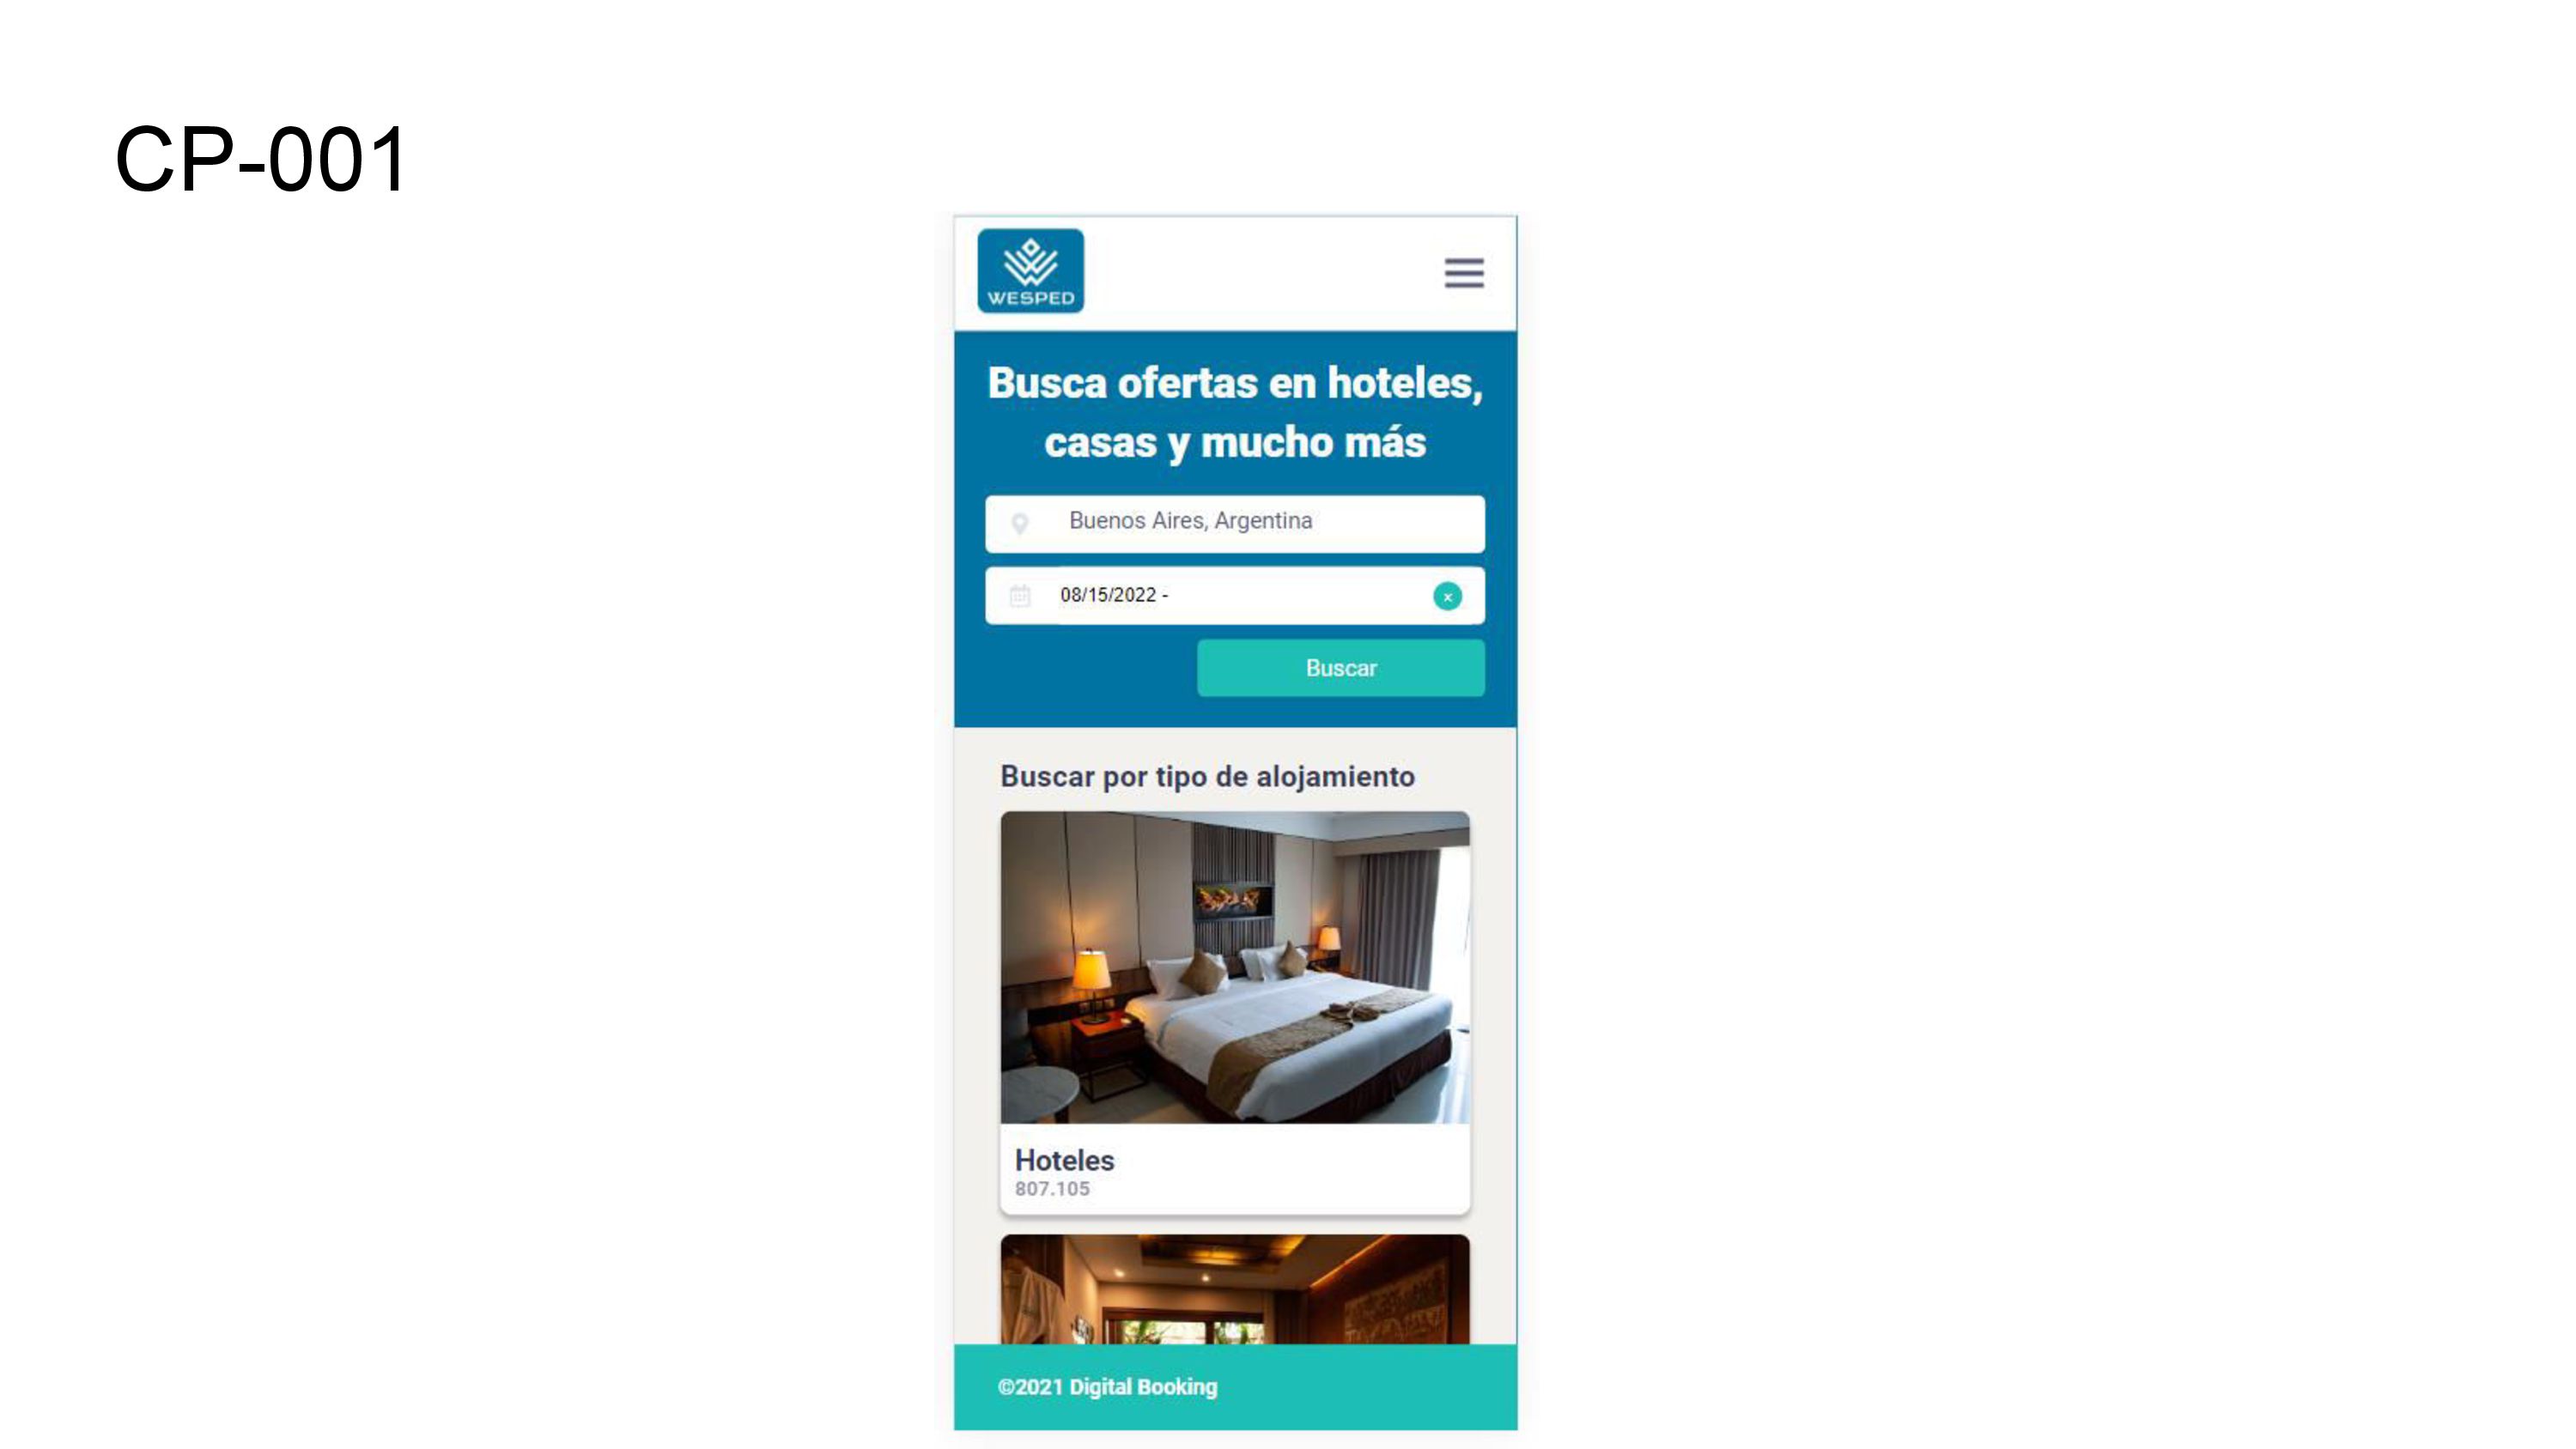 CP-001
WESPED
Busca ofertas en hoteles,
casas y mucho más
Buenos Aires, Argentina
08/15/2022 -
x
Buscar
Buscar por tipo de alojamiento
Hoteles
807.105
©2021 Digital Booking